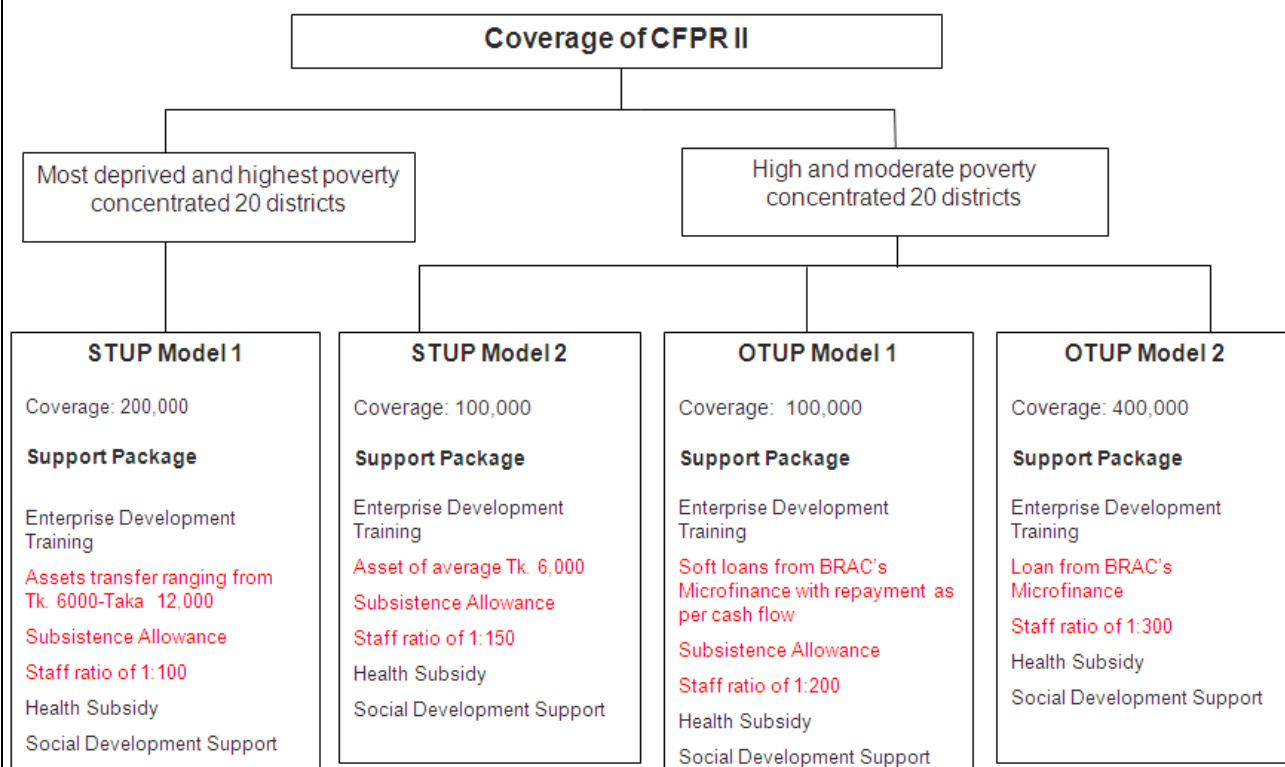 Coverage of CFPR II
Most deprived and highest poverty
concentrated 20 districts
High and moderate poverty
concentrated 20 districts
STUP Model 1
Coverage: 200,000
Support Package
Enterprise Development
Training
Assets transfer ranging from
Tk. 6000-Taka 12,000
Subsistence Allowance
Staff ratio of 1:100
Health Subsidy
Social Development Support
STUP Model 2
Coverage: 100,000
Support Package
Enterprise Development
Training
Asset of average Tk. 6,000
Subsistence Allowance
Staff ratio of 1:150
Health Subsidy
Social Development Support
OTUP Model 1
Coverage: 100,000
Support Package
Enterprise Development
Training
Soft loans from BRAC's
Microfinance with repayment as
per cash flow
Subsistence Allowance
Staff ratio of 1:200
Health Subsidy
Social Development Support
OTUP Model 2
Coverage: 400,000
Support Package
Enterprise Development
Training
Loan from BRAC's
Microfinance
Staff ratio of 1:300
Health Subsidy
Social Development Support